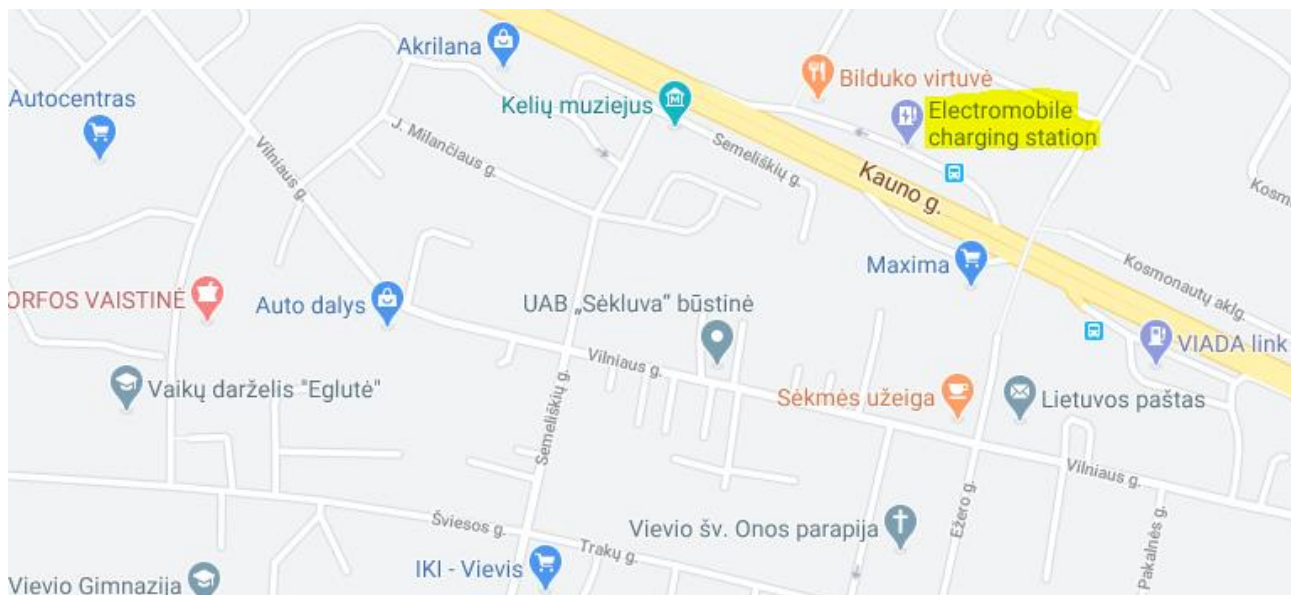 Akrilana
Bilduko virtuvė
Autocentras
Kelių muziejus
Electromobile
charging station
Vilniaus g.
J. Milančiaus g.
Semeliškių g.
Kauno g.
Maxima
Kosmonautų aklg.
ORFOS VAISTINĖ
Auto dalys
UAB „Sėkluva“ būstinė
VIADA link
Vilniaus g.
Vaikų darželis "Eglutė"
Sėkmės užeiga
Lietuvos paštas
Semeliškių g.
Vilniaus g.
Ežero g.
Pakalnės g.
Šviesos g.
Vievio šv. Onos parapija
Trakų g.
IKI - Vievis
Vievio Gimnazija